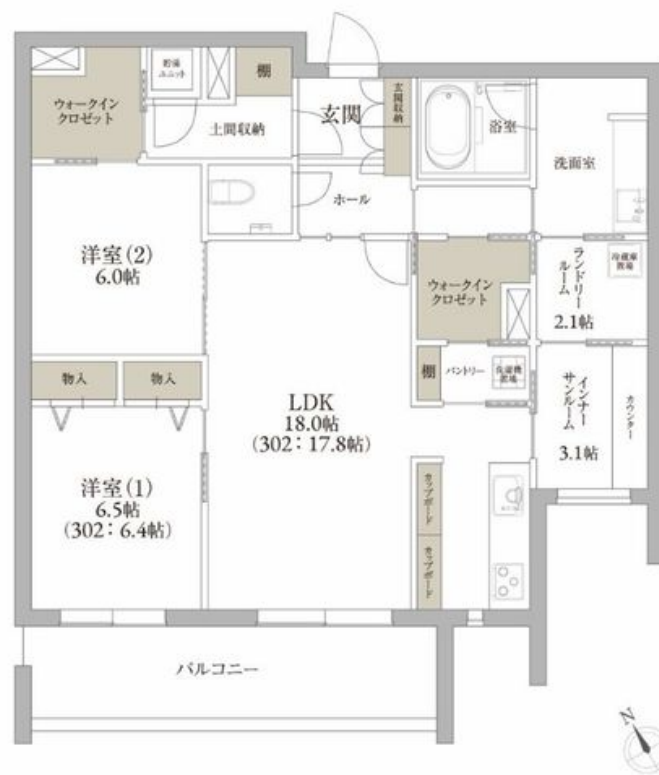 貯湯
ユニット
棚
ウォークイン
クロゼット
土間収納
玄関
玄関収納
浴室
洗面室
ホール
洋室(2)
6.0帖
ウォークイン
クロゼット
ランドリー
ルーム
2.1帖
冷蔵庫
置場
物入
物入
棚
パントリー
洗濯機
置場
LDK
18.0帖
(302:17.8帖)
インナー
サンルーム
3.1帖
カウンター
洋室(1)
6.5帖
(302:6.4帖)
カップボード
カップボード
バルコニー
N